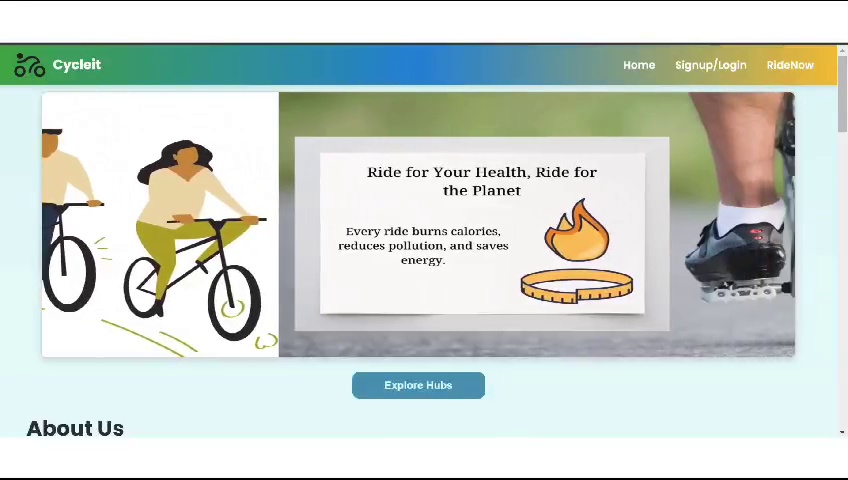 Cycleit
Home
Signup/Login
RideNow
Ride for Your Health, Ride for
the Planet
Every ride burns calories,
reduces pollution, and saves
energy.
Explore Hubs
About Us